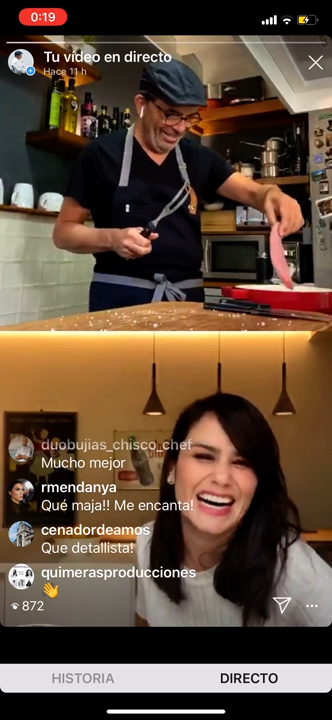 0:19
Tu vídeo en directo
Hace 11 h
duobujias_chisco_chef
Mucho mejor
rmendanya
Qué maja!! Me encanta!
cenadordeamos
Que detallista!
quimerasproducciones
👋
872
HISTORIA
DIRECTO